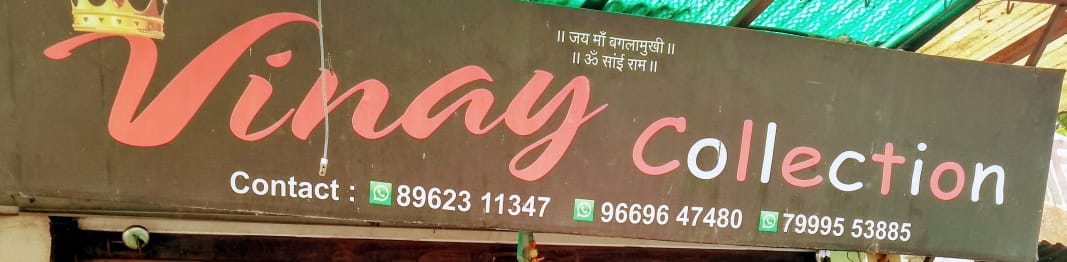 ॥ जय माँ बगलामुखी ॥
॥ ॐ सांई राम ॥
Vinay Collection
Contact : 89623 11347 96696 47480 79995 53885